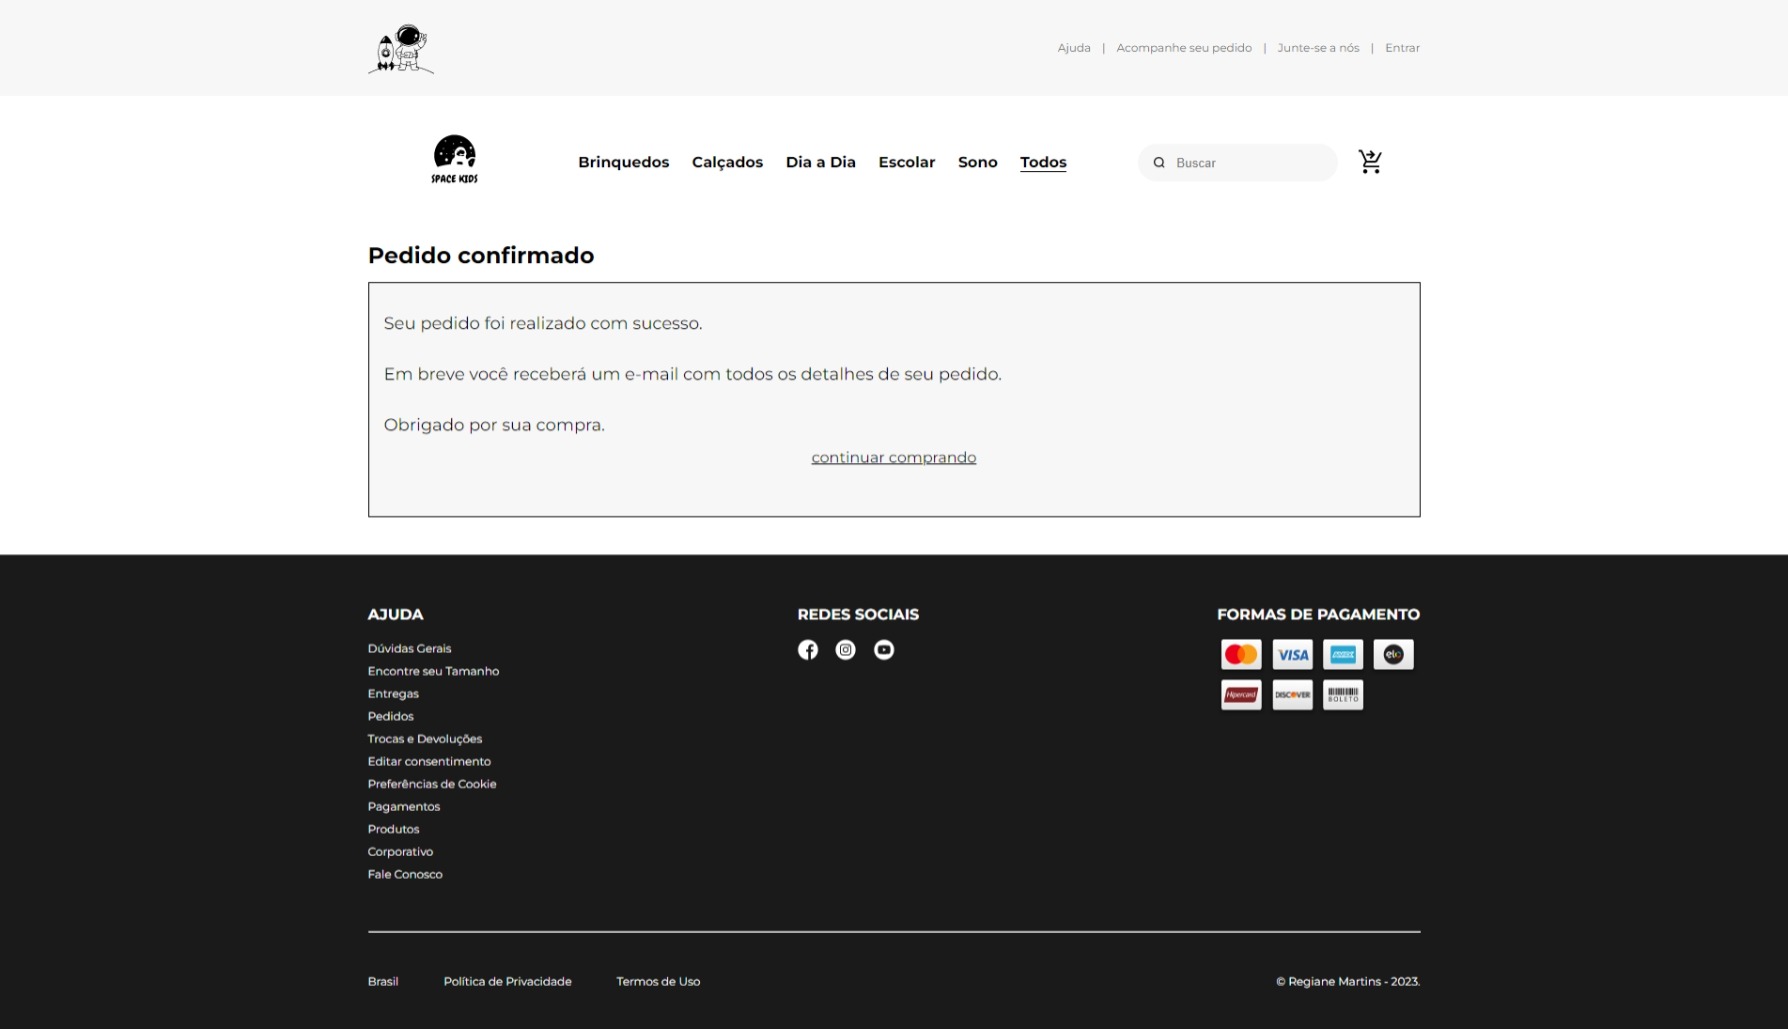 Ajuda | Acompanhe seu pedido | Junte-se a nós | Entrar
SPACE KIDS
Brinquedos Calçados Dia a Dia Escolar Sono Todos
Buscar
Pedido confirmado
Seu pedido foi realizado com sucesso.
Em breve você receberá um e-mail com todos os detalhes de seu pedido.
Obrigado por sua compra.
continuar comprando
AJUDA
Dúvidas Gerais
Encontre seu Tamanho
Entregas
Pedidos
Trocas e Devoluções
Editar consentimento
Preferências de Cookie
Pagamentos
Produtos
Corporativo
Fale Conosco
REDES SOCIAIS
FORMAS DE PAGAMENTO
VISA
elo
Hipercard
DISCOVER
BOLETO
Brasil
Política de Privacidade
Termos de Uso
© Regiane Martins - 2023.